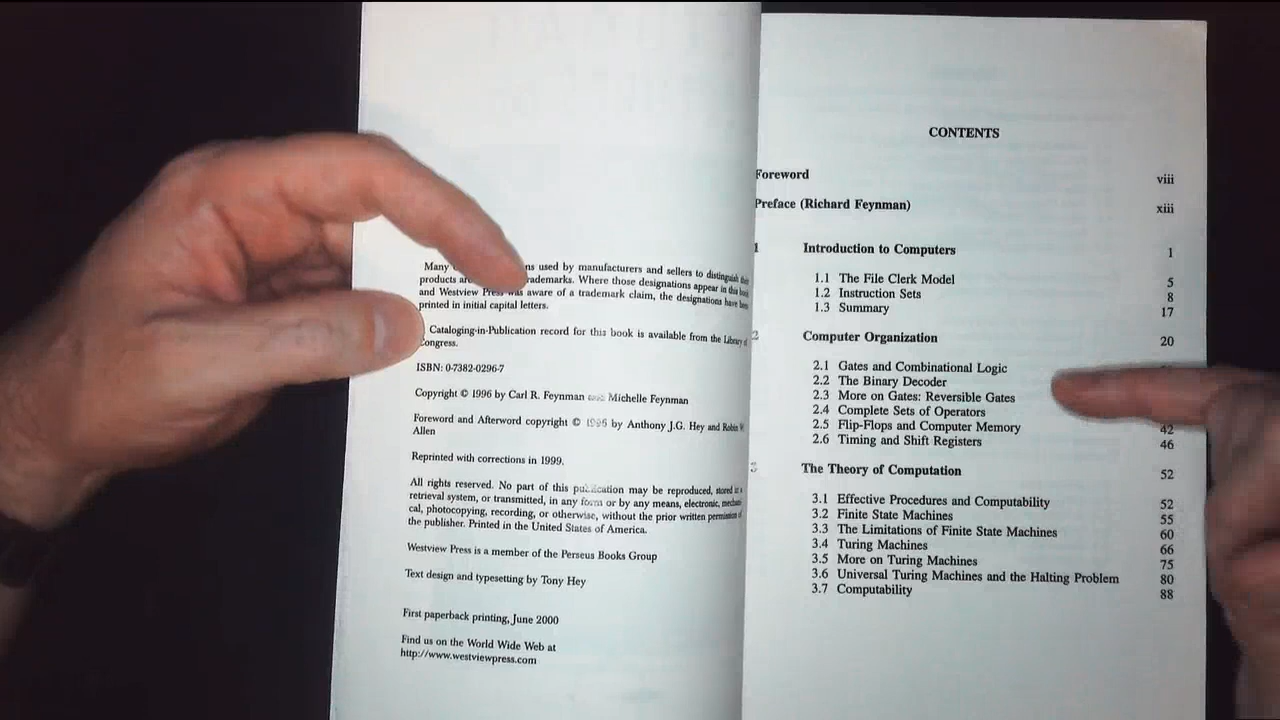 Many ns used by manufacturers and sellers to distinguish their
products are rademarks. Where those designations appear in this book
and Westview Press was aware of a trademark claim, the designations have been
printed in initial capital letters.
Cataloging-in-Publication record for this book is available from the Library of
Congress.
ISBN: 0-7382-0296-7
Copyright © 1996 by Carl R. Feynman and Michelle Feynman
Foreword and Afterword copyright © 1996 by Anthony J.G. Hey and Robin W.
Allen
Reprinted with corrections in 1999.
All rights reserved. No part of this publication may be reproduced, stored in a
retrieval system, or transmitted, in any form or by any means, electronic, mechani-
cal, photocopying, recording, or otherwise, without the prior written permission of
the publisher. Printed in the United States of America.
Westview Press is a member of the Perseus Books Group
Text design and typesetting by Tony Hey
First paperback printing, June 2000
Find us on the World Wide Web at
http://www.westviewpress.com
CONTENTS
Foreword viii
Preface (Richard Feynman) xiii
1 Introduction to Computers 1
1.1 The File Clerk Model 5
1.2 Instruction Sets 8
1.3 Summary 17
2 Computer Organization 20
2.1 Gates and Combinational Logic
2.2 The Binary Decoder
2.3 More on Gates: Reversible Gates
2.4 Complete Sets of Operators
2.5 Flip-Flops and Computer Memory 42
2.6 Timing and Shift Registers 46
3 The Theory of Computation 52
3.1 Effective Procedures and Computability 52
3.2 Finite State Machines 55
3.3 The Limitations of Finite State Machines 60
3.4 Turing Machines 66
3.5 More on Turing Machines 75
3.6 Universal Turing Machines and the Halting Problem 80
3.7 Computability 88